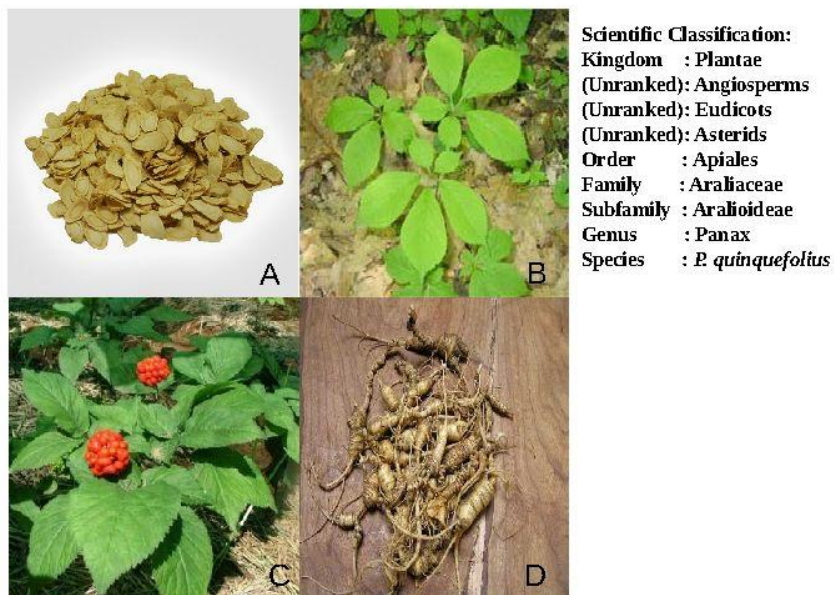 Scientific Classification:
Kingdom : Plantae
(Unranked): Angiosperms
(Unranked): Eudicots
(Unranked): Asterids
Order : Apiales
Family : Araliaceae
Subfamily : Aralioideae
Genus : Panax
Species : P. quinquefolius
A
B
C
D